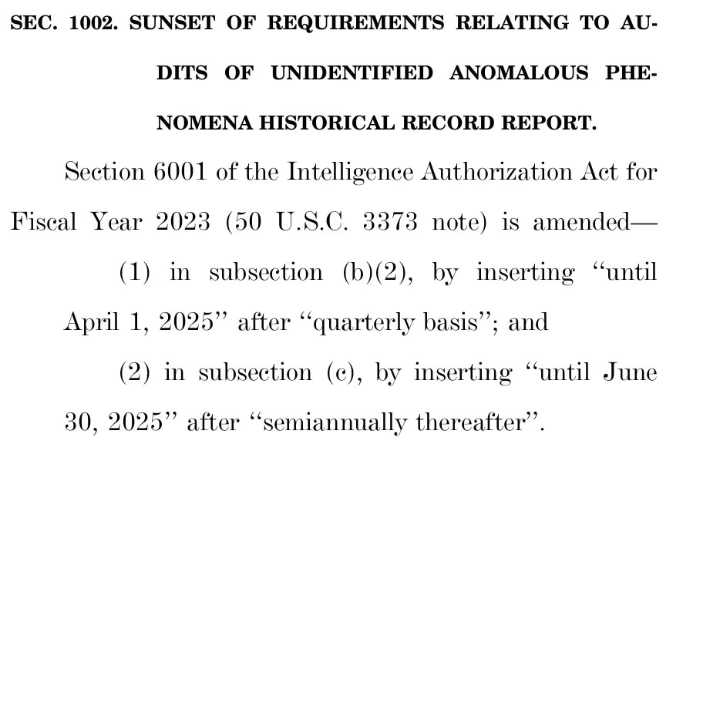 SEC. 1002. SUNSET OF REQUIREMENTS RELATING TO AU-
DITS OF UNIDENTIFIED ANOMALOUS PHE-
NOMENA HISTORICAL RECORD REPORT.
Section 6001 of the Intelligence Authorization Act for
Fiscal Year 2023 (50 U.S.C. 3373 note) is amended—
(1) in subsection (b)(2), by inserting ‘‘until
April 1, 2025’’ after ‘‘quarterly basis’’; and
(2) in subsection (c), by inserting ‘‘until June
30, 2025’’ after ‘‘semiannually thereafter’’.